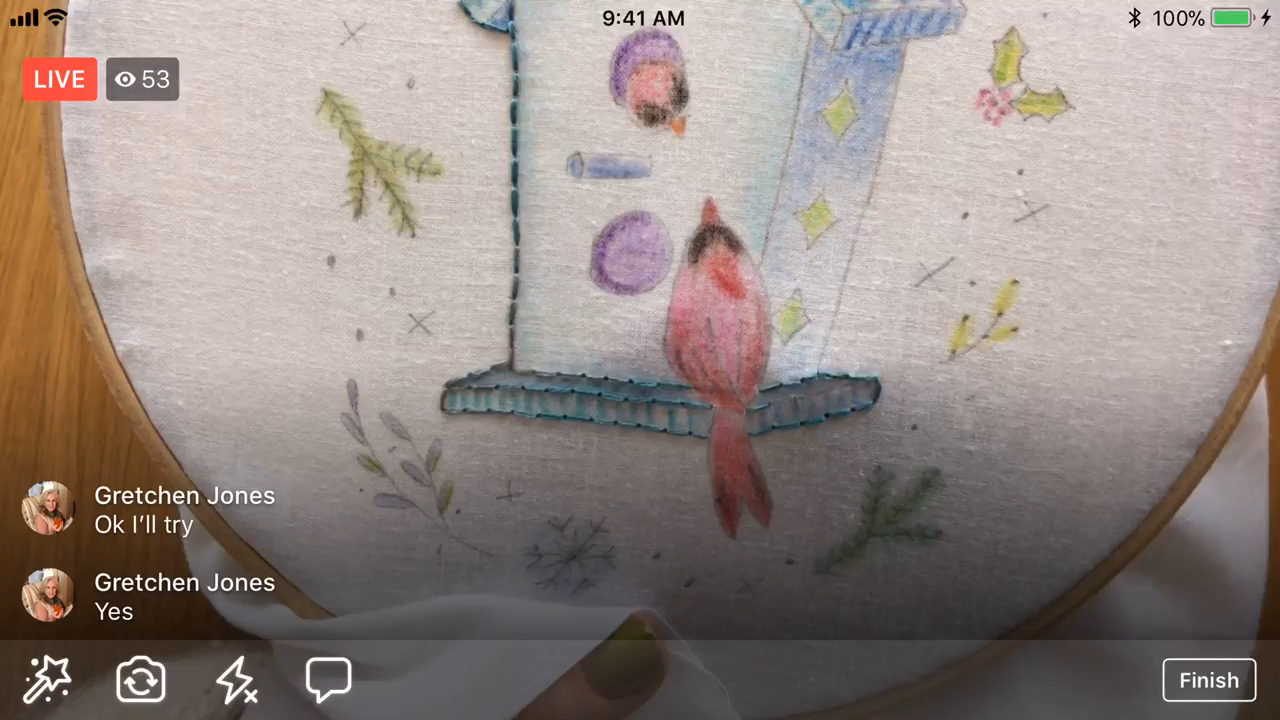 9:41 AM
100%
LIVE
53
Gretchen Jones
Ok I'll try
Gretchen Jones
Yes
Finish